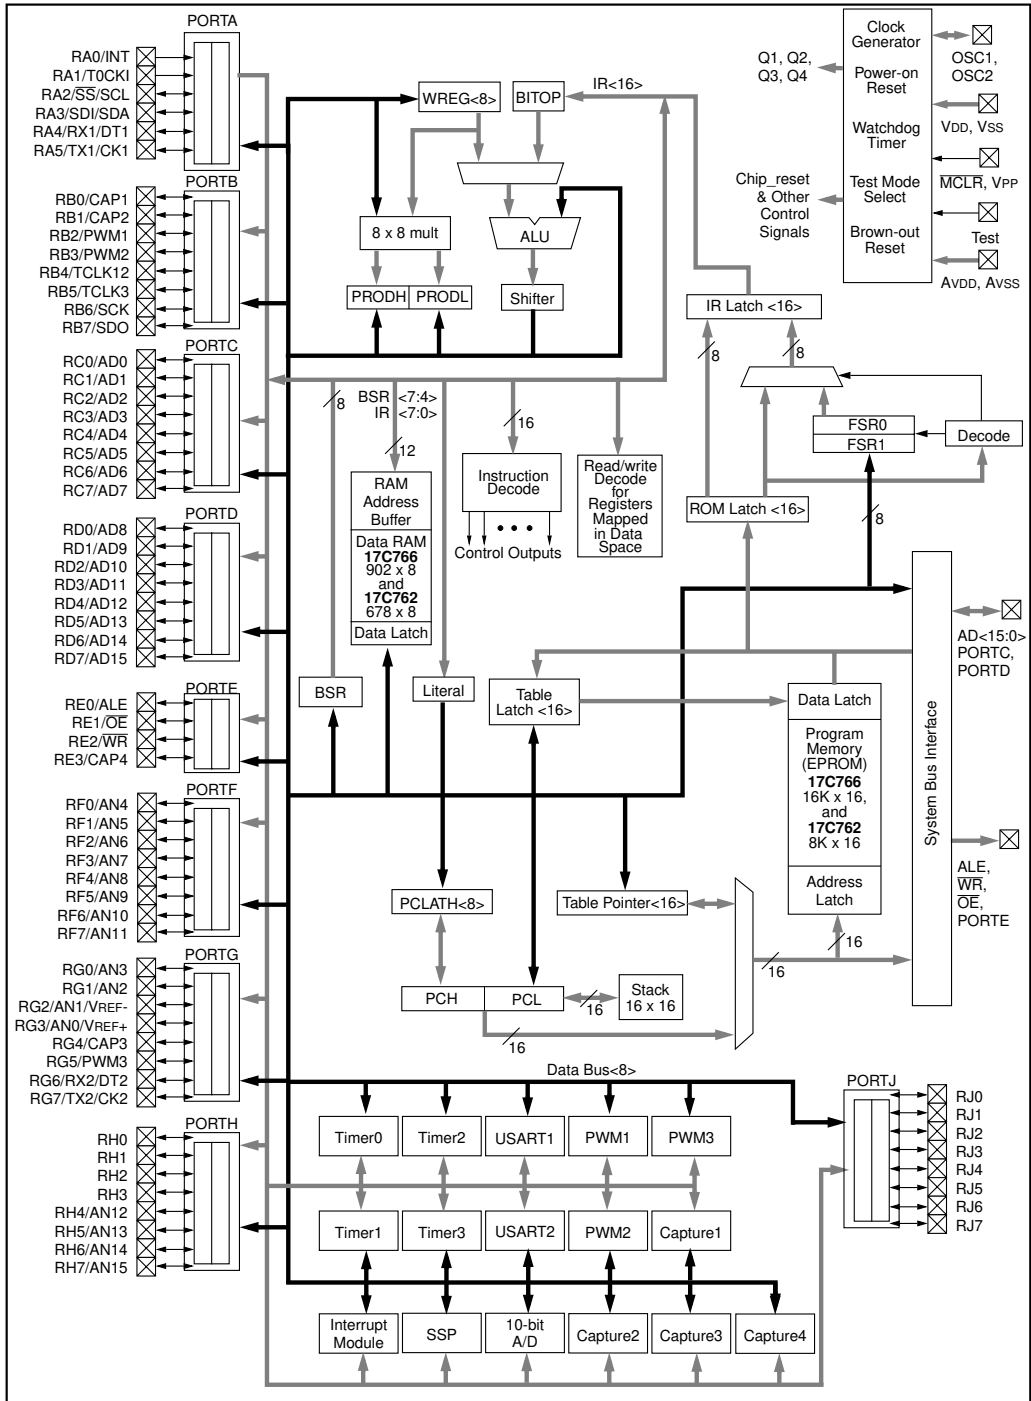 PORTA
RA0/INT
RA1/T0CKI
RA2/SS/SCL
RA3/SDI/SDA
RA4/RX1/DT1
RA5/TX1/CK1
PORTB
RB0/CAP1
RB1/CAP2
RB2/PWM1
RB3/PWM2
RB4/TCLK12
RB5/TCLK3
RB6/SCK
RB7/SDO
PORTC
RC0/AD0
RC1/AD1
RC2/AD2
RC3/AD3
RC4/AD4
RC5/AD5
RC6/AD6
RC7/AD7
PORTD
RD0/AD8
RD1/AD9
RD2/AD10
RD3/AD11
RD4/AD12
RD5/AD13
RD6/AD14
RD7/AD15
PORTE
RE0/ALE
RE1/OE
RE2/WR
RE3/CAP4
PORTF
RF0/AN4
RF1/AN5
RF2/AN6
RF3/AN7
RF4/AN8
RF5/AN9
RF6/AN10
RF7/AN11
PORTG
RG0/AN3
RG1/AN2
RG2/AN1/VREF-
RG3/AN0/VREF+
RG4/CAP3
RG5/PWM3
RG6/RX2/DT2
RG7/TX2/CK2
PORTH
RH0
RH1
RH2
RH3
RH4/AN12
RH5/AN13
RH6/AN14
RH7/AN15
WREG<8>
BITOP
IR<16>
8 x 8 mult
ALU
PRODH
PRODL
Shifter
Q1, Q2,
Q3, Q4
Chip_reset
& Other
Control
Signals
Clock
Generator
Power-on
Reset
Watchdog
Timer
Test Mode
Select
Brown-out
Reset
OSC1,
OSC2
VDD, VSS
MCLR, VPP
Test
AVDD, AVSS
IR Latch <16>
8
8
FSR0
FSR1
Decode
ROM Latch <16>
8
8
BSR <7:4>
IR <7:0>
12
16
RAM
Address
Buffer
Data RAM
17C766
902 x 8
and
17C762
678 x 8
Data Latch
Instruction
Decode
Control Outputs
Read/write
Decode
for
Registers
Mapped
in Data
Space
BSR
Literal
Table
Latch <16>
Data Latch
Program
Memory
(EPROM)
17C766
16K x 16,
and
17C762
8K x 16
Address
Latch
16
System Bus Interface
AD<15:0>
PORTC,
PORTD
ALE,
WR,
OE,
PORTE
PCLATH<8>
Table Pointer<16>
16
PCH
PCL
16
Stack
16 x 16
16
Data Bus<8>
Timer0
Timer2
USART1
PWM1
PWM3
Timer1
Timer3
USART2
PWM2
Capture1
Interrupt
Module
SSP
10-bit
A/D
Capture2
Capture3
Capture4
PORTJ
RJ0
RJ1
RJ2
RJ3
RJ4
RJ5
RJ6
RJ7